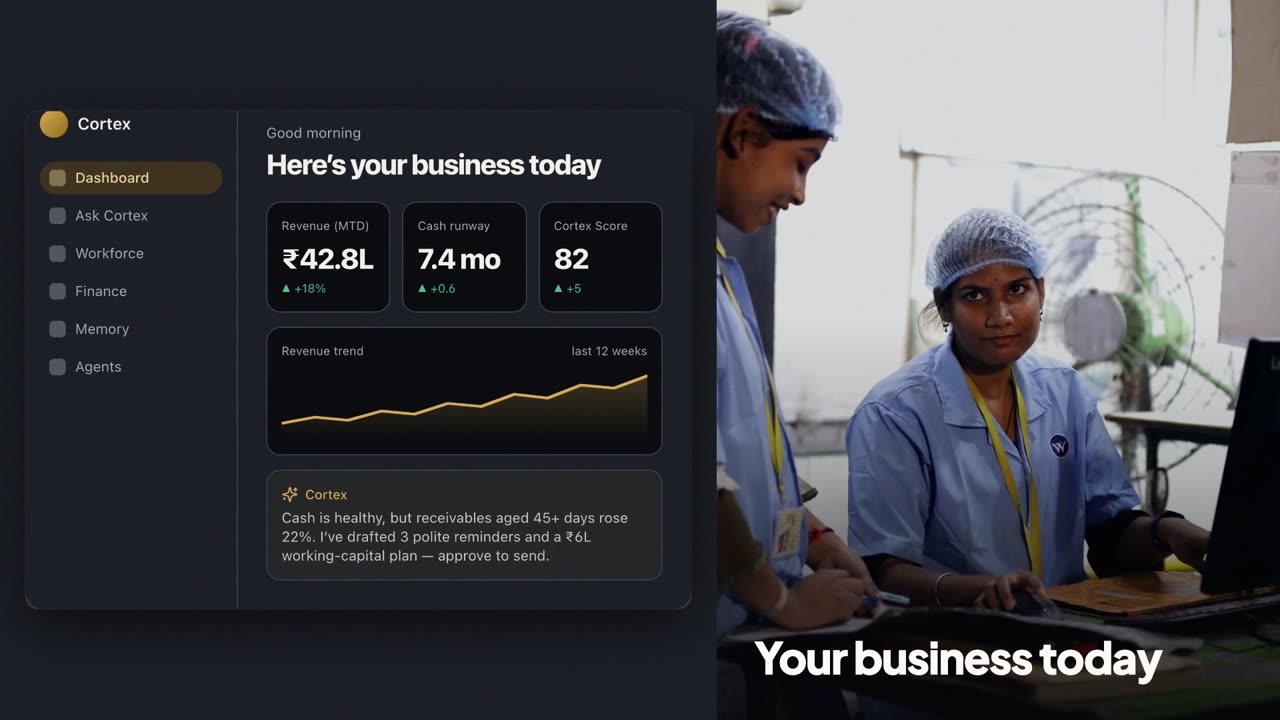 Cortex
Dashboard
Ask Cortex
Workforce
Finance
Memory
Agents
Good morning
Here's your business today
Revenue (MTD)
₹42.8L
▲ +18%
Cash runway
7.4 mo
▲ +0.6
Cortex Score
82
▲ +5
Revenue trend
last 12 weeks
Cortex
Cash is healthy, but receivables aged 45+ days rose
22%. I've drafted 3 polite reminders and a ₹6L
working-capital plan — approve to send.
W
Your business today